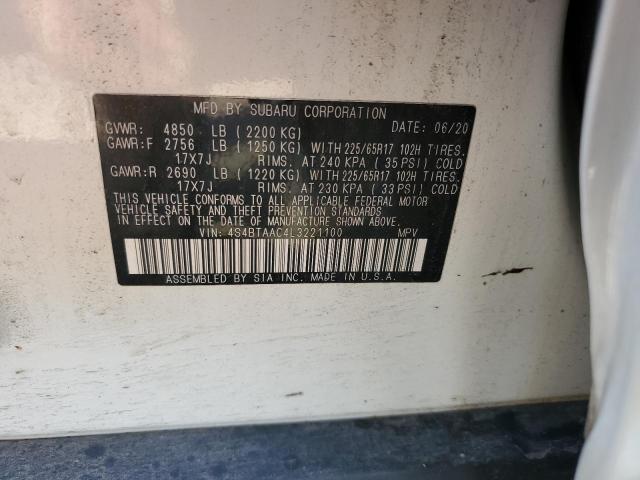 MFD BY SUBARU CORPORATION
GVWR: 4850 LB (2200 KG) DATE: 06/20
GAWR:F 2756 LB (1250 KG) WITH 225/65R17 102H TIRES.
17X7J RIMS. AT 240 KPA (35 PSI) COLD
GAWR:R 2690 LB (1220 KG) WITH 225/65R17 102H TIRES.
17X7J RIMS. AT 230 KPA (33 PSI) COLD
THIS VEHICLE CONFORMS TO ALL APPLICABLE FEDERAL MOTOR
VEHICLE SAFETY AND THEFT PREVENTION STANDARDS
IN EFFECT ON THE DATE OF MANUFACTURE SHOWN ABOVE.
VIN: 4S4BTAAC4L3221100 MPV
ASSEMBLED BY SIA INC. MADE IN U.S.A.